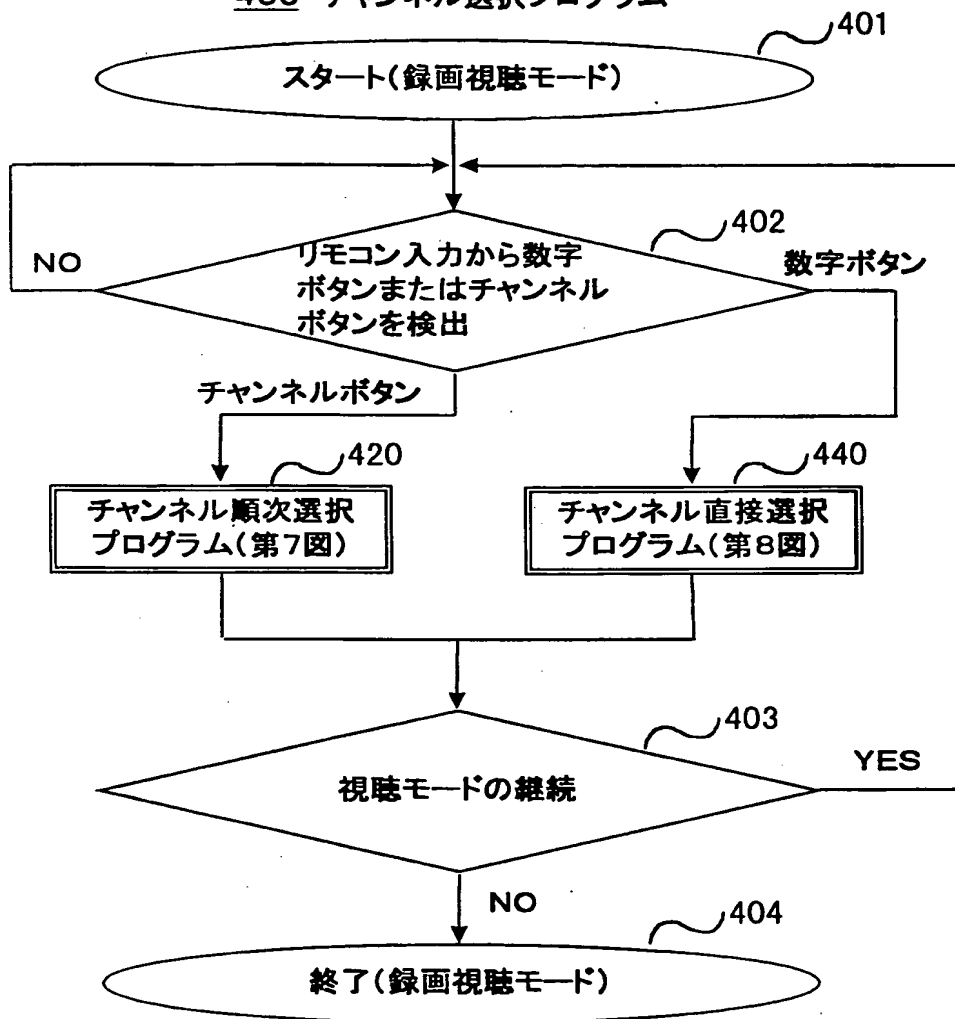 チャンネル選択プログラム
401
スタート(録画視聴モード)
402
NO
リモコン入力から数字
ボタンまたはチャンネル
ボタンを検出
数字ボタン
チャンネルボタン
420
440
チャンネル順次選択
プログラム(第7図)
チャンネル直接選択
プログラム(第8図)
403
視聴モードの継続
YES
NO
404
終了(録画視聴モード)